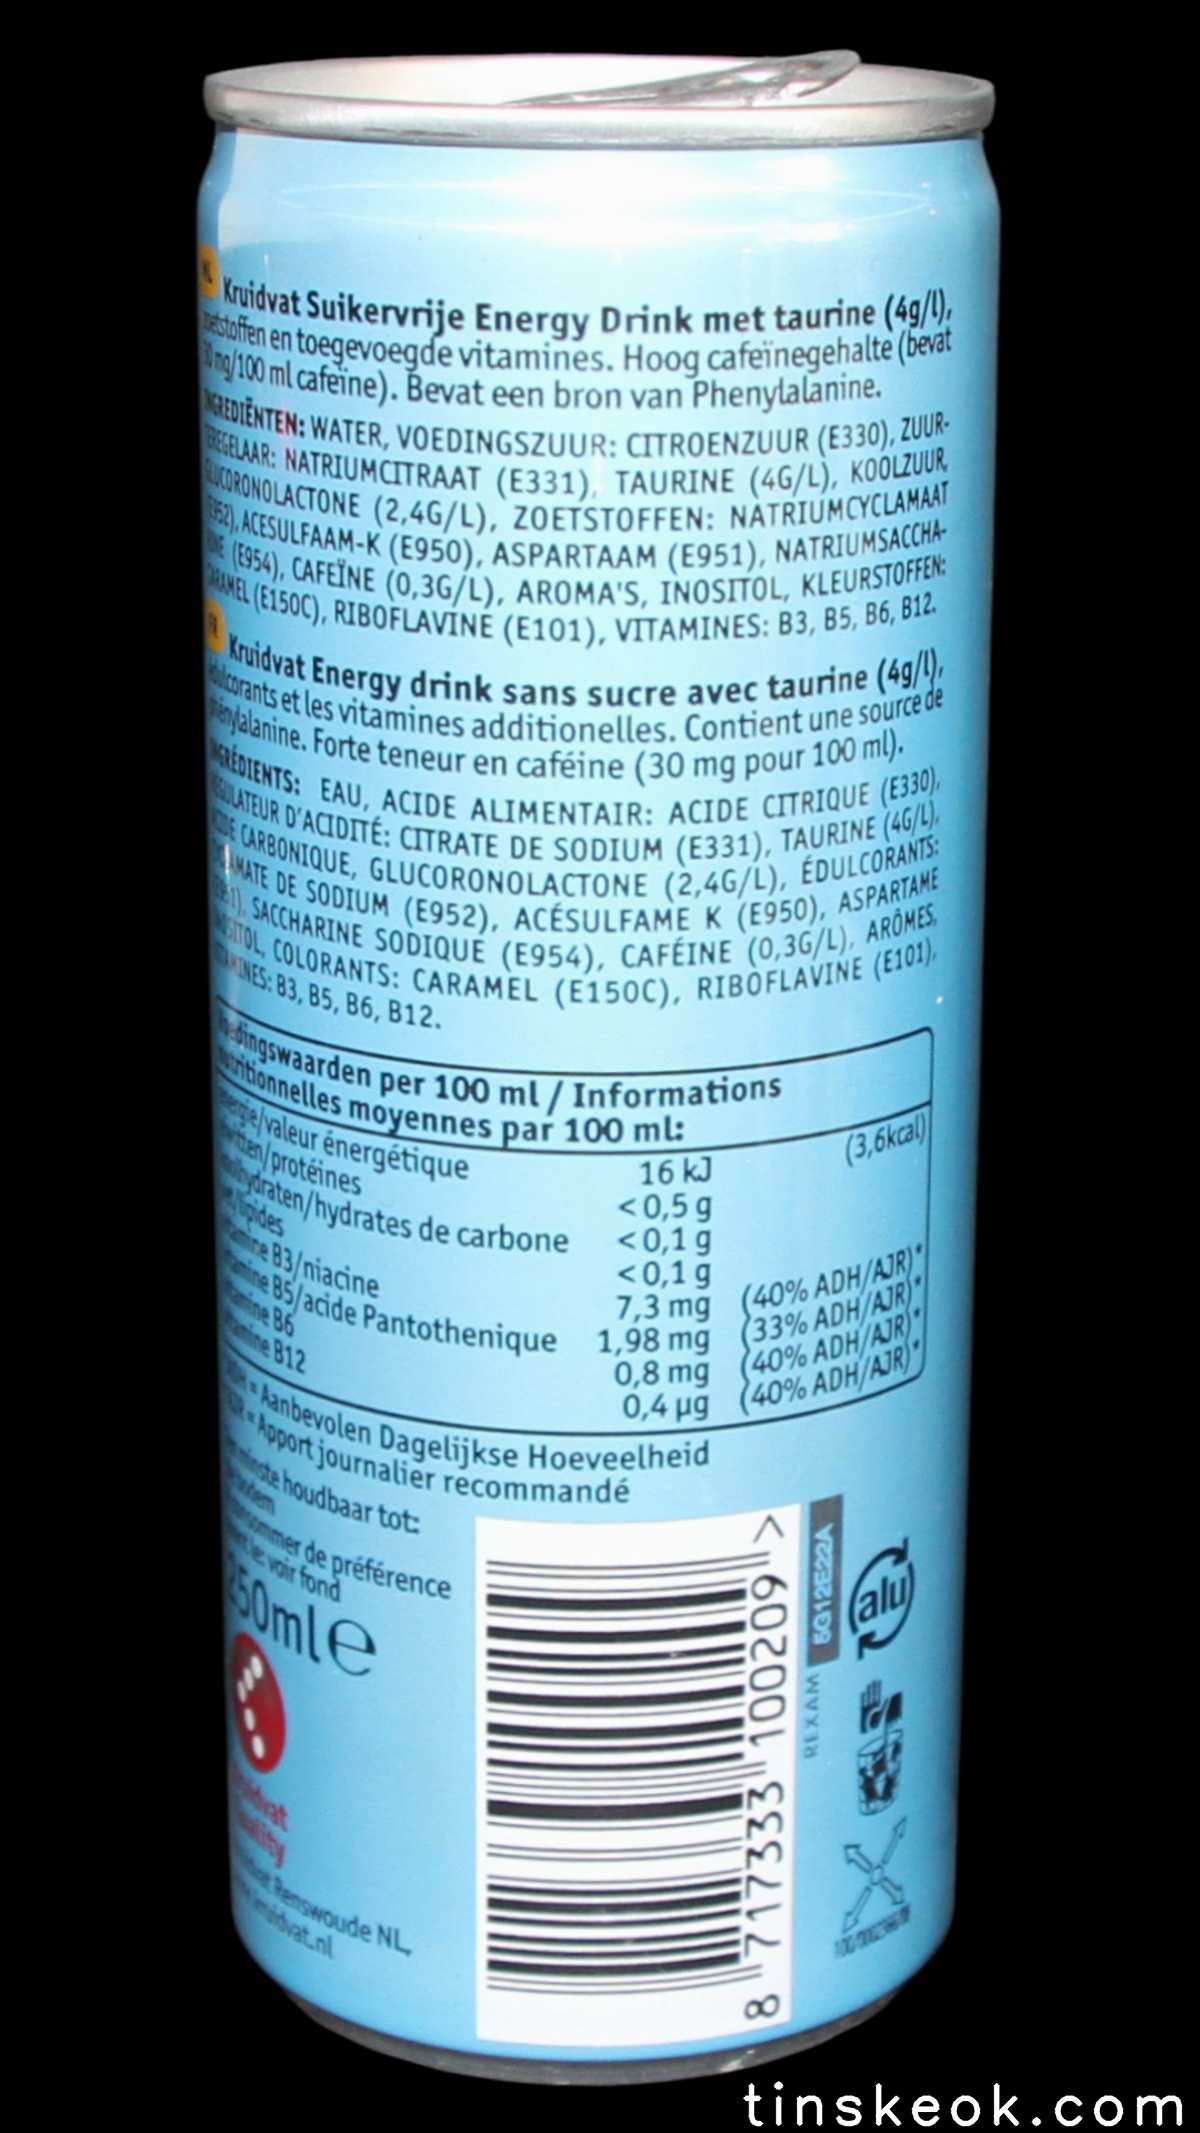 NL
Kruidvat Suikervrije Energy Drink met taurine (4g/l),
zoetstoffen en toegevoegde vitamines. Hoog cafeïnegehalte (bevat
30 mg/100 ml cafeïne). Bevat een bron van Phenylalanine.
INGREDIËNTEN: WATER, VOEDINGSZUUR: CITROENZUUR (E330), ZUUR-
TEREGELAAR: NATRIUMCITRAAT (E331), TAURINE (4G/L), KOOLZUUR,
GLUCORONOLACTONE (2,4G/L), ZOETSTOFFEN: NATRIUMCYCLAMAAT
(E952), ACESULFAAM-K (E950), ASPARTAAM (E951), NATRIUMSACCHA-
RINE (E954), CAFEÏNE (0,3G/L), AROMA'S, INOSITOL, KLEURSTOFFEN:
CARAMEL (E150C), RIBOFLAVINE (E101), VITAMINES: B3, B5, B6, B12.
FR
Kruidvat Energy drink sans sucre avec taurine (4g/l),
édulcorants et les vitamines additionelles. Contient une source de
phénylalanine. Forte teneur en caféine (30 mg pour 100 ml).
INGRÉDIENTS: EAU, ACIDE ALIMENTAIR: ACIDE CITRIQUE (E330),
RÉGULATEUR D'ACIDITÉ: CITRATE DE SODIUM (E331), TAURINE (4G/L),
ACIDE CARBONIQUE, GLUCORONOLACTONE (2,4G/L), ÉDULCORANTS:
CYCLAMATE DE SODIUM (E952), ACÉSULFAME K (E950), ASPARTAME
(E951), SACCHARINE SODIQUE (E954), CAFÉINE (0,3G/L), ARÔMES,
INOSITOL, COLORANTS: CARAMEL (E150C), RIBOFLAVINE (E101),
VITAMINES: B3, B5, B6, B12.
Voedingswaarden per 100 ml / Informations
nutritionnelles moyennes par 100 ml:
energie/valeur énergétique 16 kJ (3,6kcal)
eiwitten/protéines <0,5 g
koolhydraten/hydrates de carbone <0,1 g
vet/lipides <0,1 g
vitamine B3/niacine 7,3 mg (40% ADH/AJR)*
vitamine B5/acide Pantothenique 1,98 mg (33% ADH/AJR)*
vitamine B6 0,8 mg (40% ADH/AJR)*
vitamine B12 0,4 µg (40% ADH/AJR)*
*ADH = Aanbevolen Dagelijkse Hoeveelheid
AJR = Apport journalier recommandé
Ten minste houdbaar tot:
bodem
A consommer de préférence
avant le: voir fond
250ml e
Kruidvat
Quality
Kruidvat Renswoude NL,
kruidvat.nl
8 717333 100209 >
REXAM
5G12E22A
alu
tinskeok.com